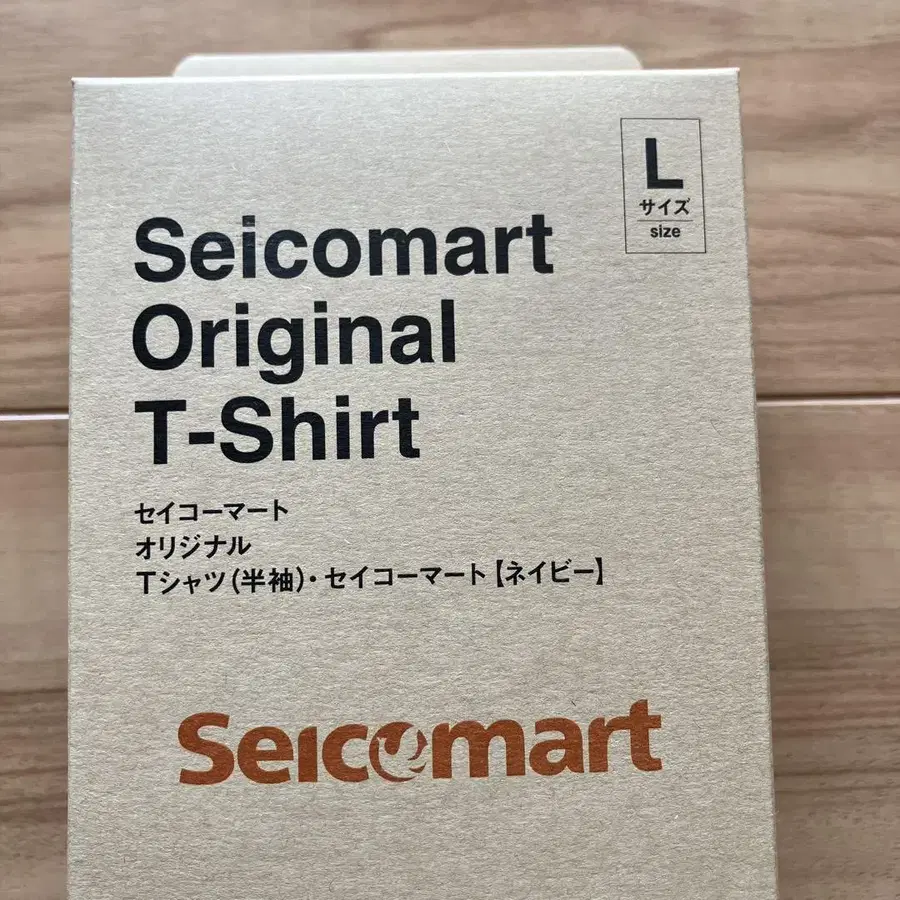 L
サイズ
size
Seicomart
Original
T-Shirt
セイコーマート
オリジナル
Tシャツ(半袖)・セイコーマート【ネイビー】
Seicomart